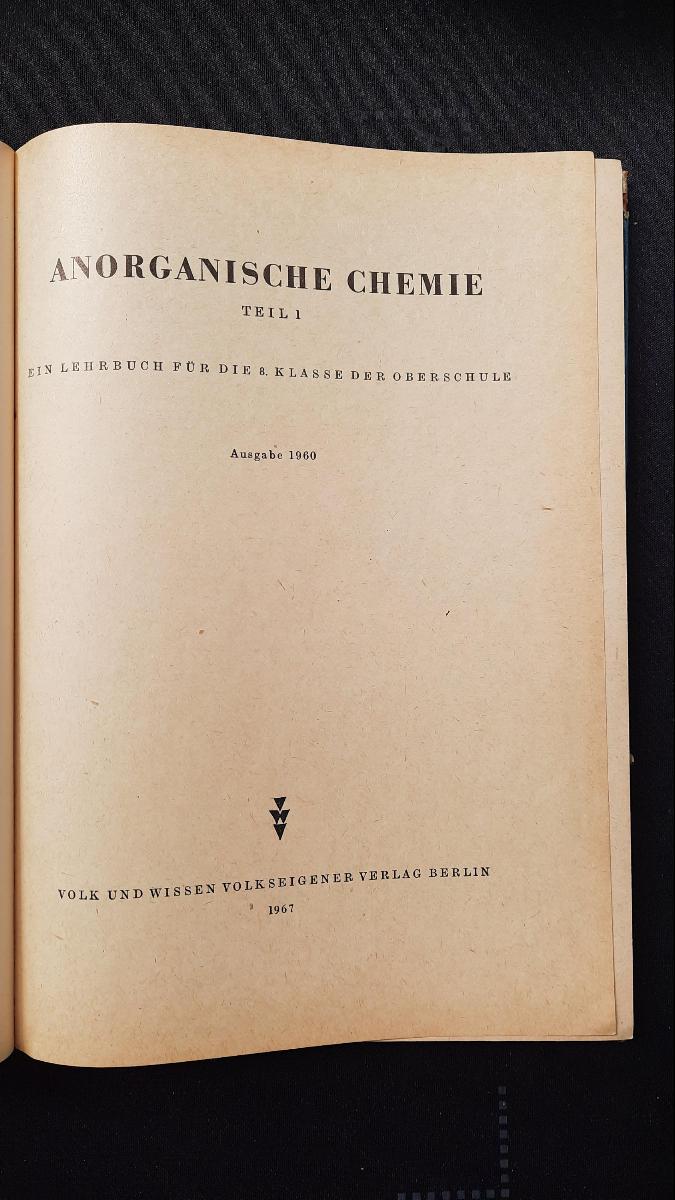 ANORGANISCHE CHEMIE
TEIL 1
EIN LEHRBUCH FÜR DIE 8. KLASSE DER OBERSCHULE
Ausgabe 1960
VOLK UND WISSEN VOLKSEIGENER VERLAG BERLIN
1967